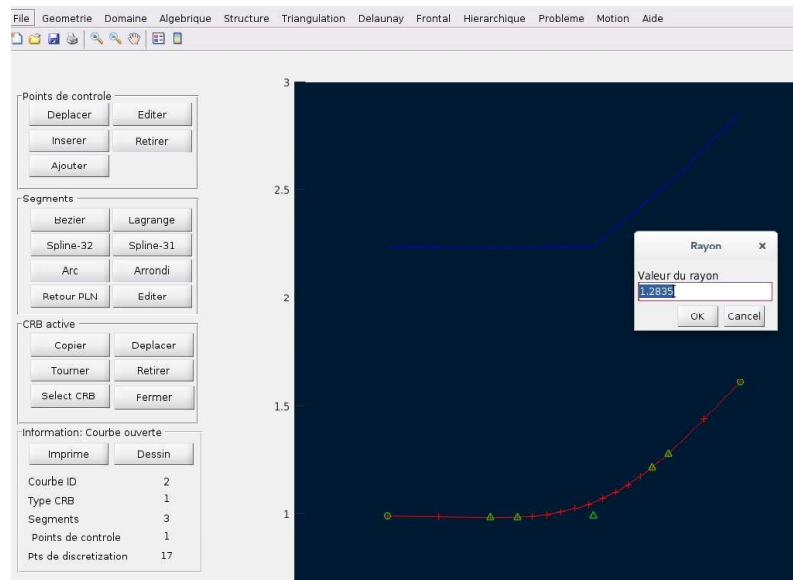 File Geometrie Domaine Algebrique Structure Triangulation Delaunay Frontal Hierarchique Probleme Motion Aide
Points de controle
Deplacer Editer
Inserer Retirer
Ajouter
Segments
Bezier Lagrange
Spline-32 Spline-31
Arc Arrondi
Retour PLN Editer
CRB active
Copier Deplacer
Tourner Retirer
Select CRB Fermer
Information: Courbe ouverte
Imprime Dessin
Courbe ID 2
Type CRB 1
Segments 3
Points de controle 1
Pts de discretization 17
3
2.5
2
1.5
1
Rayon x
Valeur du rayon
1.2835
OK Cancel